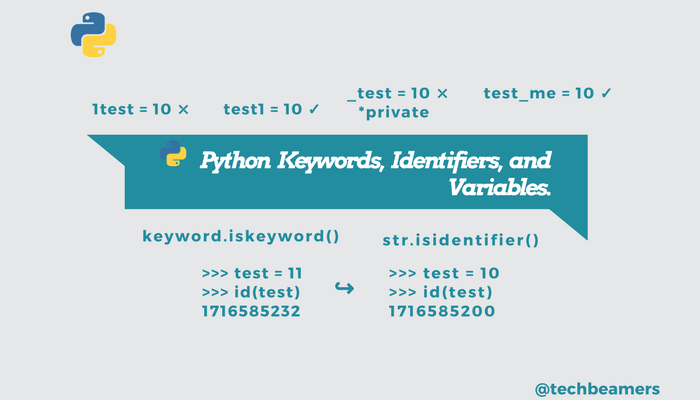 1test = 10 ×
test1 = 10 ✓
_test = 10 ×
*private
test_me = 10 ✓
Python Keywords, Identifiers, and
Variables.
keyword.iskeyword()
>>> test = 11
>>> id(test)
1716585232
↪
str.isidentifier()
>>> test = 10
>>> id(test)
1716585200
@techbeamers